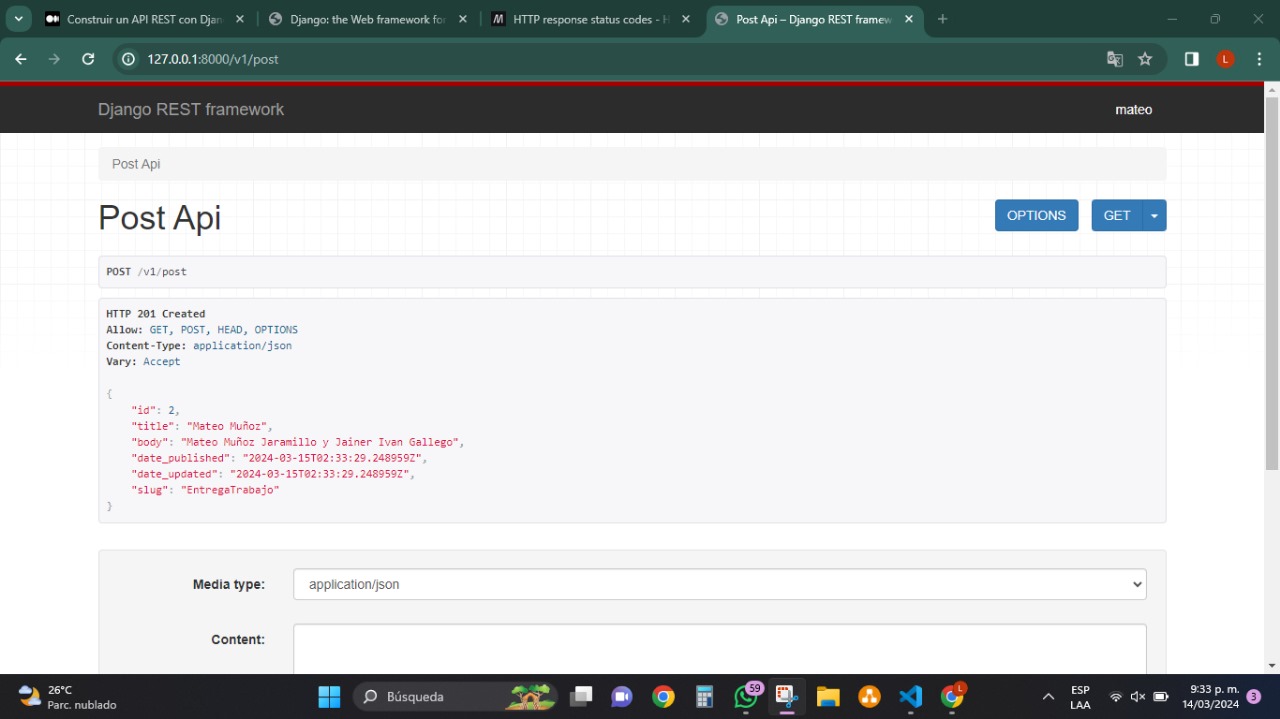 Construir un API REST con Djan
Django: the Web framework for
HTTP response status codes - H
Post Api – Django REST framew
127.0.0.1:8000/v1/post
L
Django REST framework
mateo
Post Api
Post Api
OPTIONS
GET
POST /v1/post
HTTP 201 Created
Allow: GET, POST, HEAD, OPTIONS
Content-Type: application/json
Vary: Accept
{
"id": 2,
"title": "Mateo Muñoz",
"body": "Mateo Muñoz Jaramillo y Jainer Ivan Gallego",
"date_published": "2024-03-15T02:33:29.248959Z",
"date_updated": "2024-03-15T02:33:29.248959Z",
"slug": "EntregaTrabajo"
}
Media type:
application/json
Content:
26°C
Parc. nublado
Búsqueda
59
L
ESP
LAA
9:33 p. m.
14/03/2024
3